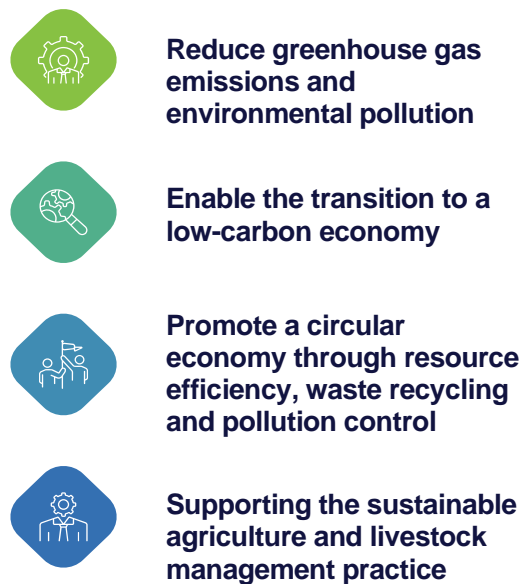 Reduce greenhouse gas
emissions and
environmental pollution
Enable the transition to a
low-carbon economy
Promote a circular
economy through resource
efficiency, waste recycling
and pollution control
Supporting the sustainable
agriculture and livestock
management practice